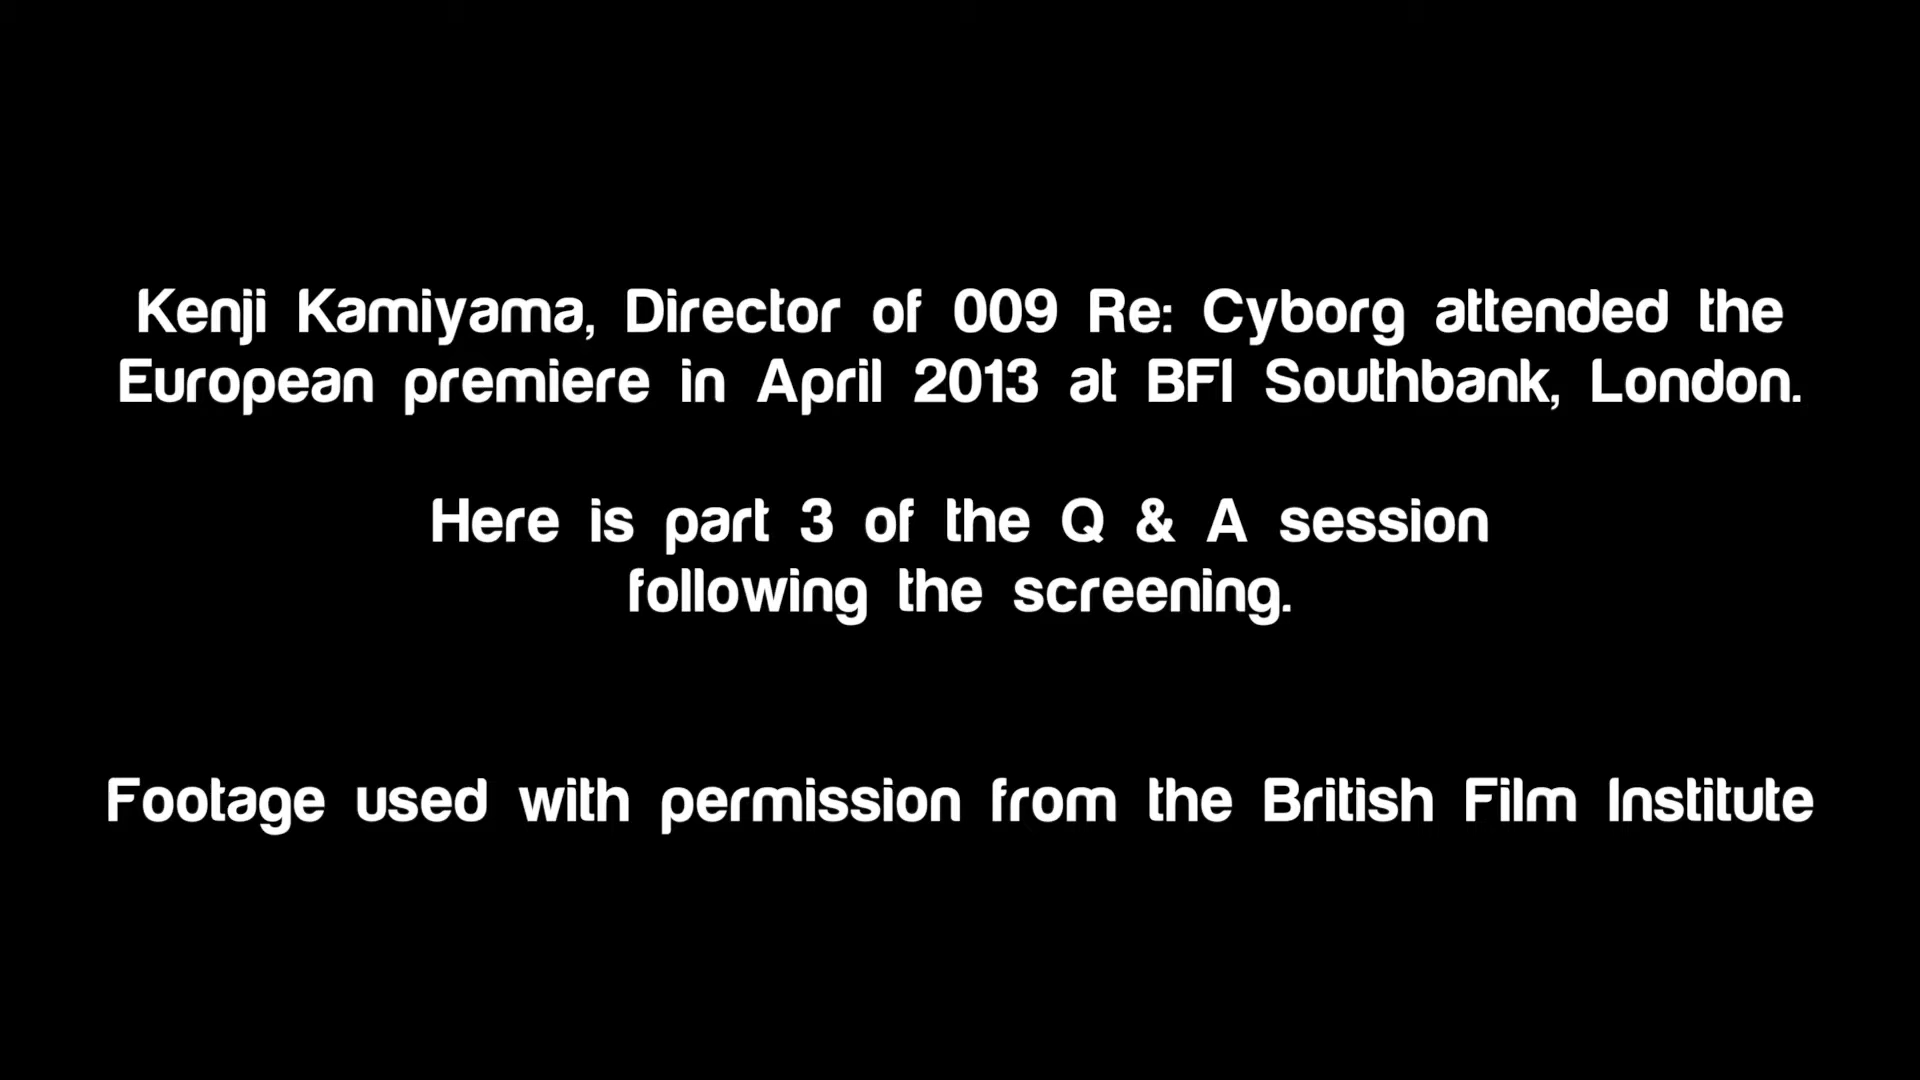 Kenji Kamiyama, Director of 009 Re: Cyborg attended the
European premiere in April 2013 at BFI Southbank, London.
Here is part 3 of the Q & A session
following the screening.
Footage used with permission from the British Film Institute